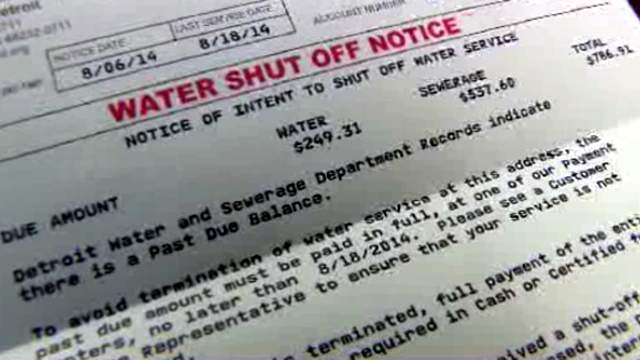 Detroit
NOTICE DATE
8/06/14
LAST SERVICE DATE
8/18/14
ACCOUNT NUMBER
WATER SHUT OFF NOTICE
NOTICE OF INTENT TO SHUT OFF WATER SERVICE
WATER SEWERAGE TOTAL
DUE AMOUNT $249.31 $537.60 $786.91
Detroit Water and Sewerage Department Records indicate
there is a Past Due Balance.
To avoid termination of water service at this address, the
past due amount must be paid in full, at one of our Payment
no later than 8/18/2014. Please see a Customer
Representative to ensure that your service is not
terminated, full payment of the
required in Cash or Certified
received a shut-off